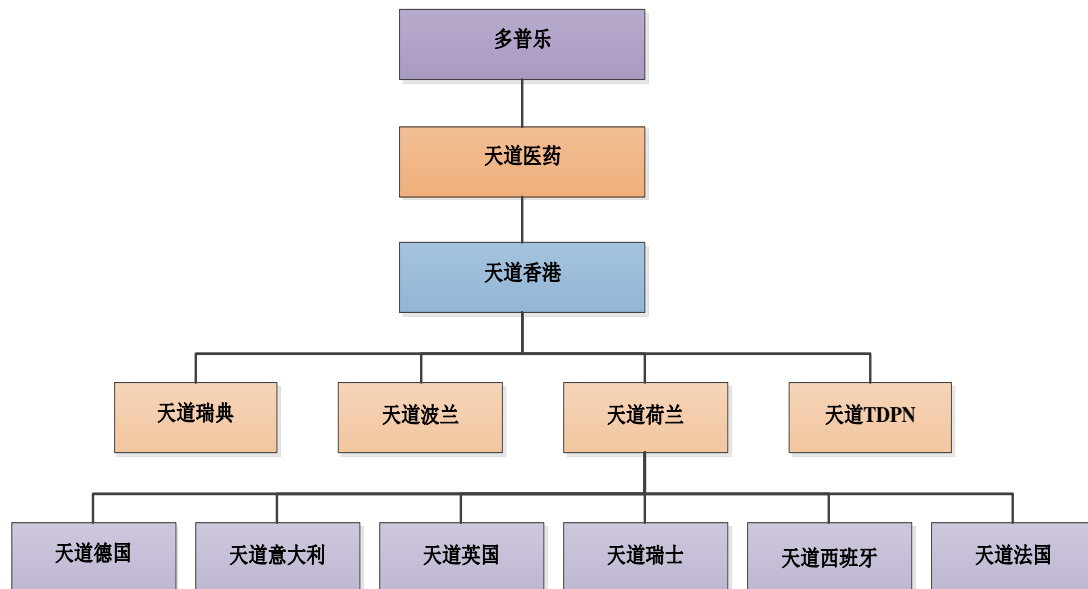 多普乐
天道医药
天道香港
天道瑞典
天道波兰
天道荷兰
天道TDPN
天道德国
天道意大利
天道英国
天道瑞士
天道西班牙
天道法国